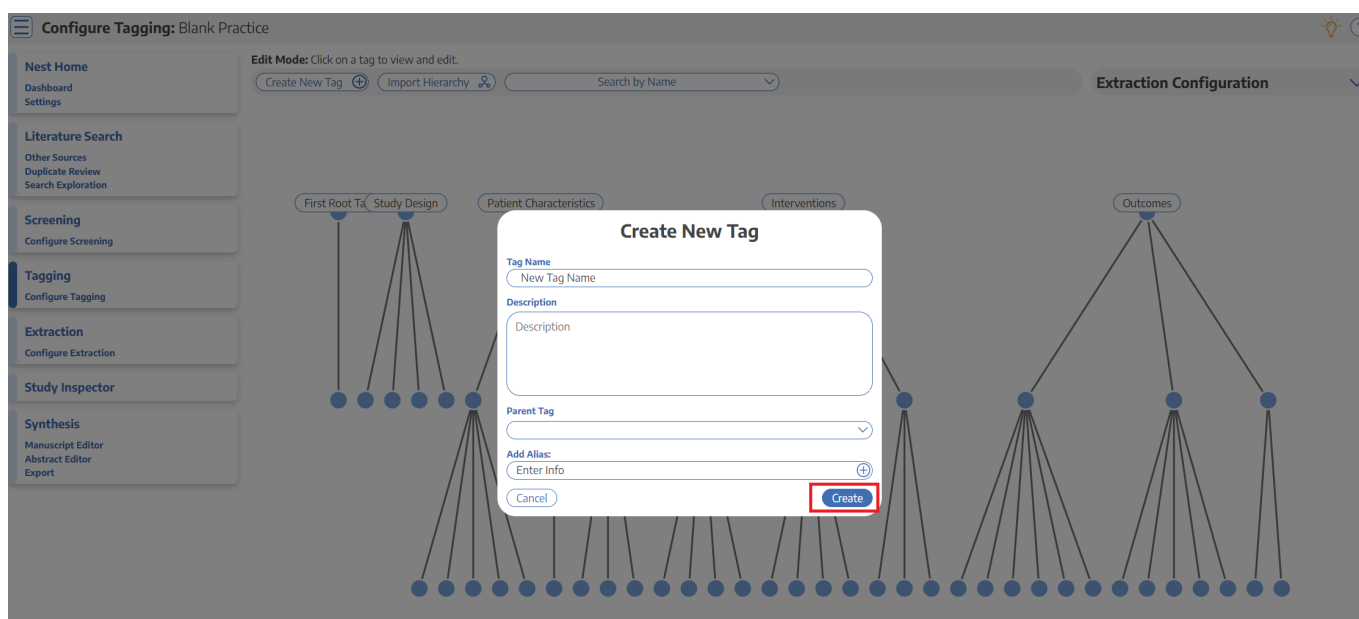 Configure Tagging: Blank Practice
Nest Home
Dashboard
Settings
Literature Search
Other Sources
Duplicate Review
Search Exploration
Screening
Configure Screening
Tagging
Configure Tagging
Extraction
Configure Extraction
Study Inspector
Synthesis
Manuscript Editor
Abstract Editor
Export
Edit Mode: Click on a tag to view and edit.
Create New Tag
Import Hierarchy
Search by Name
Extraction Configuration
First Root Ta
Study Design
Patient Characteristics
Interventions
Outcomes
Create New Tag
Tag Name
New Tag Name
Description
Description
Parent Tag
Add Alias:
Enter Info
Cancel
Create